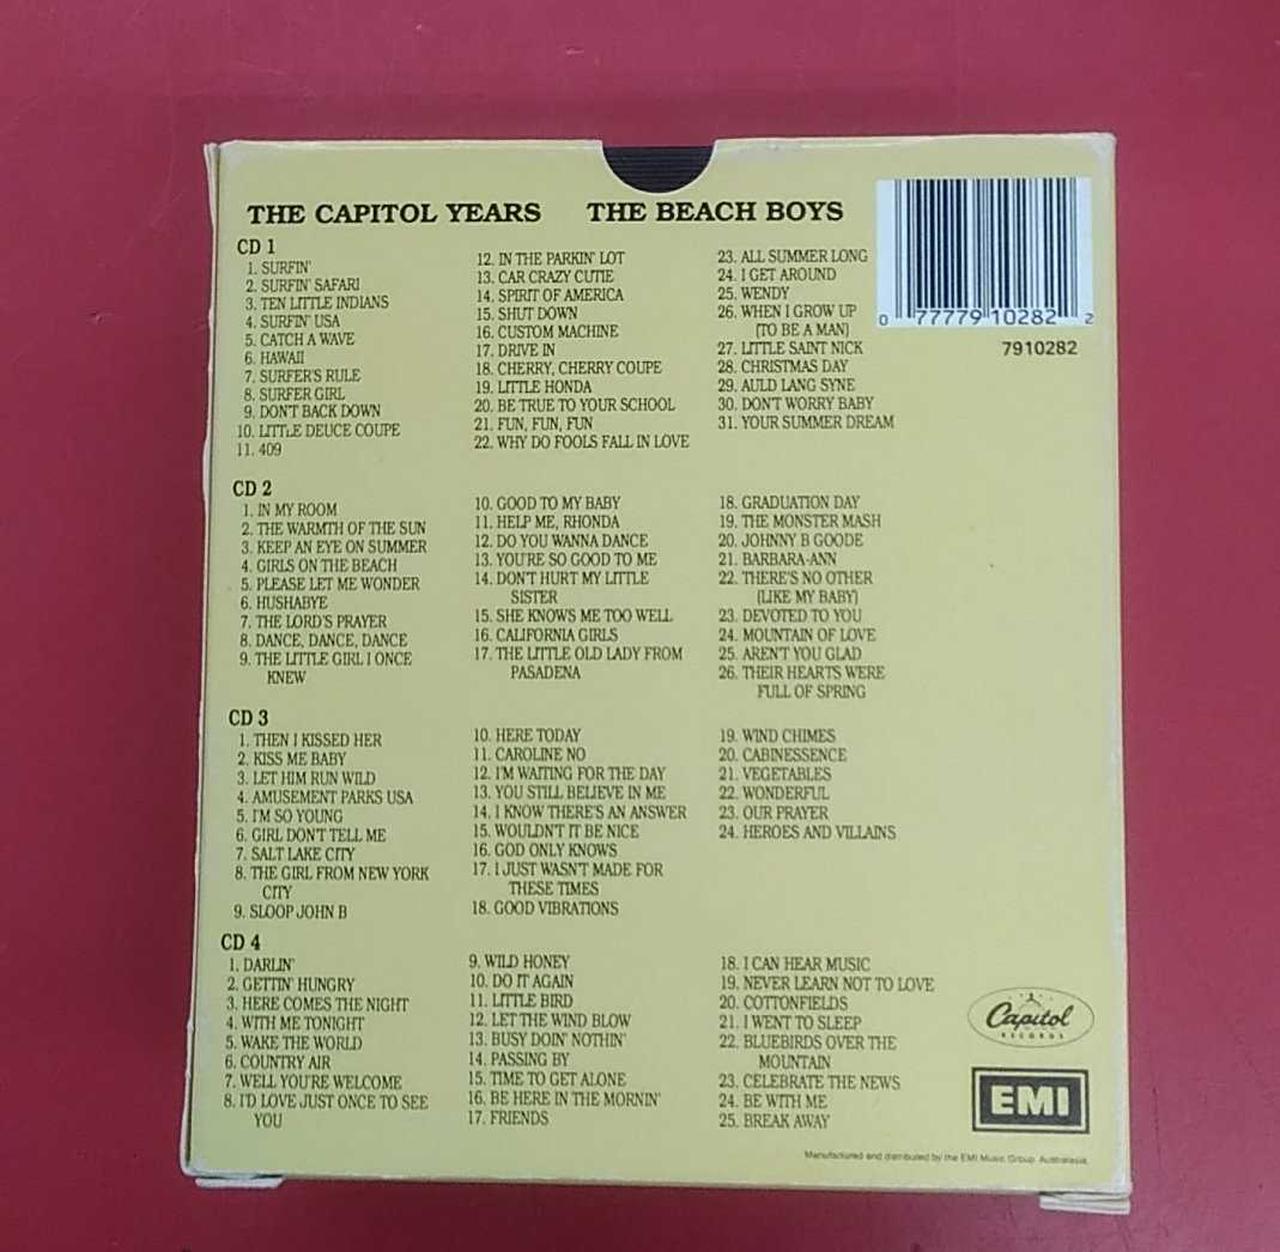 THE CAPITOL YEARS THE BEACH BOYS
CD 1
1. SURFIN'
2. SURFIN' SAFARI
3. TEN LITTLE INDIANS
4. SURFIN' USA
5. CATCH A WAVE
6. HAWAII
7. SURFER'S RULE
8. SURFER GIRL
9. DON'T BACK DOWN
10. LITTLE DEUCE COUPE
11. 409
12. IN THE PARKIN' LOT
13. CAR CRAZY CUTIE
14. SPIRIT OF AMERICA
15. SHUT DOWN
16. CUSTOM MACHINE
17. DRIVE IN
18. CHERRY, CHERRY COUPE
19. LITTLE HONDA
20. BE TRUE TO YOUR SCHOOL
21. FUN, FUN, FUN
22. WHY DO FOOLS FALL IN LOVE
23. ALL SUMMER LONG
24. I GET AROUND
25. WENDY
26. WHEN I GROW UP
(TO BE A MAN)
27. LITTLE SAINT NICK
28. CHRISTMAS DAY
29. AULD LANG SYNE
30. DON'T WORRY BABY
31. YOUR SUMMER DREAM
0 77779 10282 2
7910282
CD 2
1. IN MY ROOM
2. THE WARMTH OF THE SUN
3. KEEP AN EYE ON SUMMER
4. GIRLS ON THE BEACH
5. PLEASE LET ME WONDER
6. HUSHABYE
7. THE LORD'S PRAYER
8. DANCE, DANCE, DANCE
9. THE LITTLE GIRL I ONCE
KNEW
10. GOOD TO MY BABY
11. HELP ME, RHONDA
12. DO YOU WANNA DANCE
13. YOU'RE SO GOOD TO ME
14. DON'T HURT MY LITTLE
SISTER
15. SHE KNOWS ME TOO WELL
16. CALIFORNIA GIRLS
17. THE LITTLE OLD LADY FROM
PASADENA
18. GRADUATION DAY
19. THE MONSTER MASH
20. JOHNNY B GOODE
21. BARBARA-ANN
22. THERE'S NO OTHER
(LIKE MY BABY)
23. DEVOTED TO YOU
24. MOUNTAIN OF LOVE
25. AREN'T YOU GLAD
26. THEIR HEARTS WERE
FULL OF SPRING
CD 3
1. THEN I KISSED HER
2. KISS ME BABY
3. LET HIM RUN WILD
4. AMUSEMENT PARKS USA
5. I'M SO YOUNG
6. GIRL DON'T TELL ME
7. SALT LAKE CITY
8. THE GIRL FROM NEW YORK
CITY
9. SLOOP JOHN B
10. HERE TODAY
11. CAROLINE NO
12. I'M WAITING FOR THE DAY
13. YOU STILL BELIEVE IN ME
14. I KNOW THERE'S AN ANSWER
15. WOULDN'T IT BE NICE
16. GOD ONLY KNOWS
17. I JUST WASN'T MADE FOR
THESE TIMES
18. GOOD VIBRATIONS
19. WIND CHIMES
20. CABINESSENCE
21. VEGETABLES
22. WONDERFUL
23. OUR PRAYER
24. HEROES AND VILLAINS
CD 4
1. DARLIN'
2. GETTIN' HUNGRY
3. HERE COMES THE NIGHT
4. WITH ME TONIGHT
5. WAKE THE WORLD
6. COUNTRY AIR
7. WELL YOU'RE WELCOME
8. I'D LOVE JUST ONCE TO SEE
YOU
9. WILD HONEY
10. DO IT AGAIN
11. LITTLE BIRD
12. LET THE WIND BLOW
13. BUSY DOIN' NOTHIN'
14. PASSING BY
15. TIME TO GET ALONE
16. BE HERE IN THE MORNIN'
17. FRIENDS
18. I CAN HEAR MUSIC
19. NEVER LEARN NOT TO LOVE
20. COTTONFIELDS
21. I WENT TO SLEEP
22. BLUEBIRDS OVER THE
MOUNTAIN
23. CELEBRATE THE NEWS
24. BE WITH ME
25. BREAK AWAY
Capitol
RECORDS
EMI
Manufactured and distributed by the EMI Music Group Australasia.